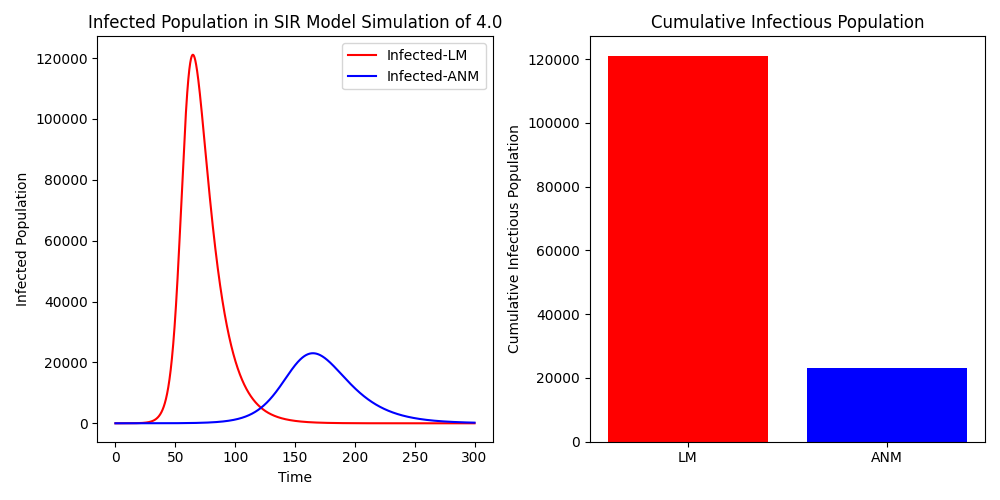 Infected Population in SIR Model Simulation of 4.0
Infected Population
120000
100000
80000
60000
40000
20000
0
Infected-LM
Infected-ANM
0 50 100 150 200 250 300
Time
Cumulative Infectious Population
Cumulative Infectious Population
120000
100000
80000
60000
40000
20000
0
LM ANM